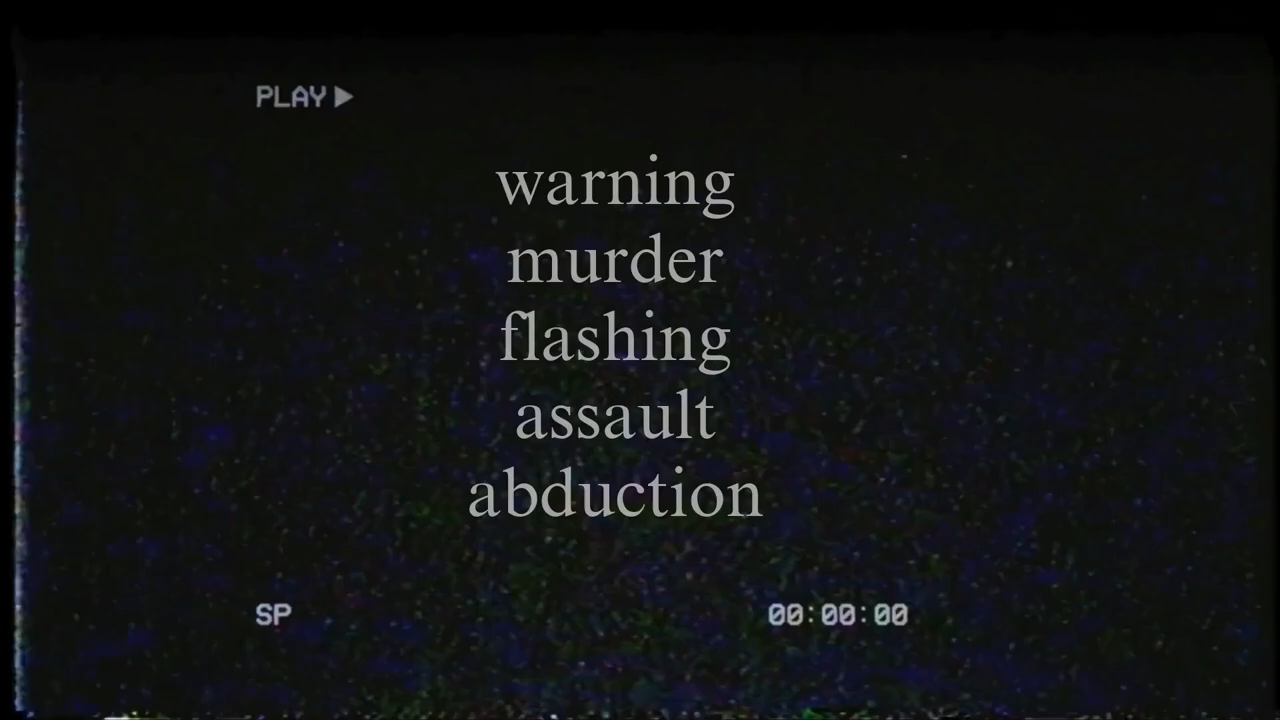 PLAY ▶
warning
murder
flashing
assault
abduction
SP 00:00:00